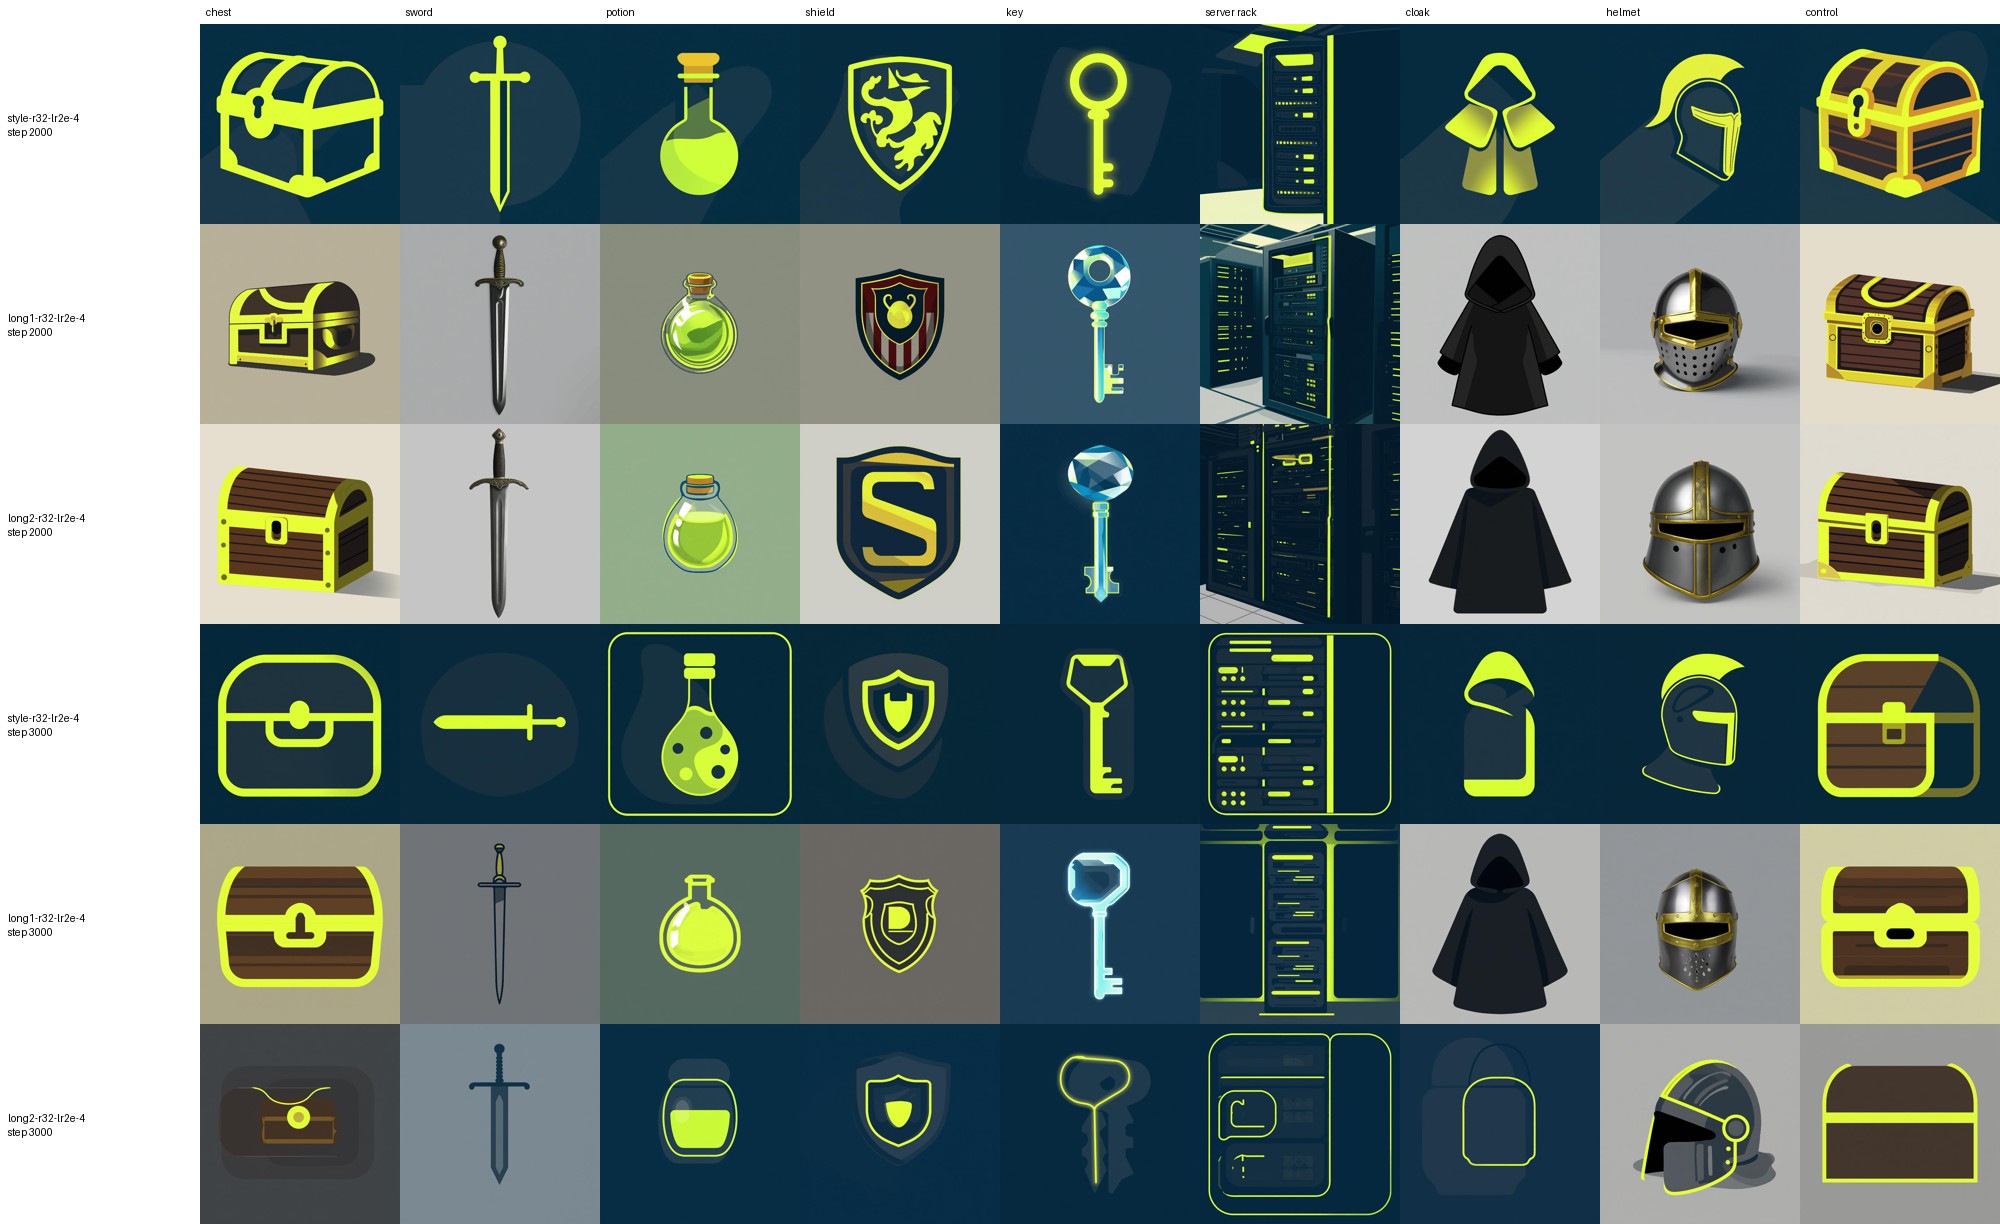 chest sword potion shield key server rack cloak helmet control
style-r32-lr2e-4
step 2000
long1-r32-lr2e-4
step 2000
long2-r32-lr2e-4
step 2000
S
style-r32-lr2e-4
step 3000
long1-r32-lr2e-4
step 3000
D
long2-r32-lr2e-4
step 3000